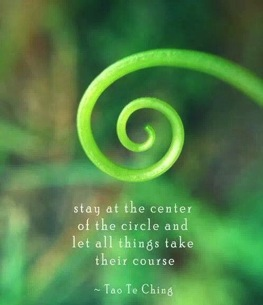 stay at the center
of the circle and
let all things take
their course
~ Tao Te Ching